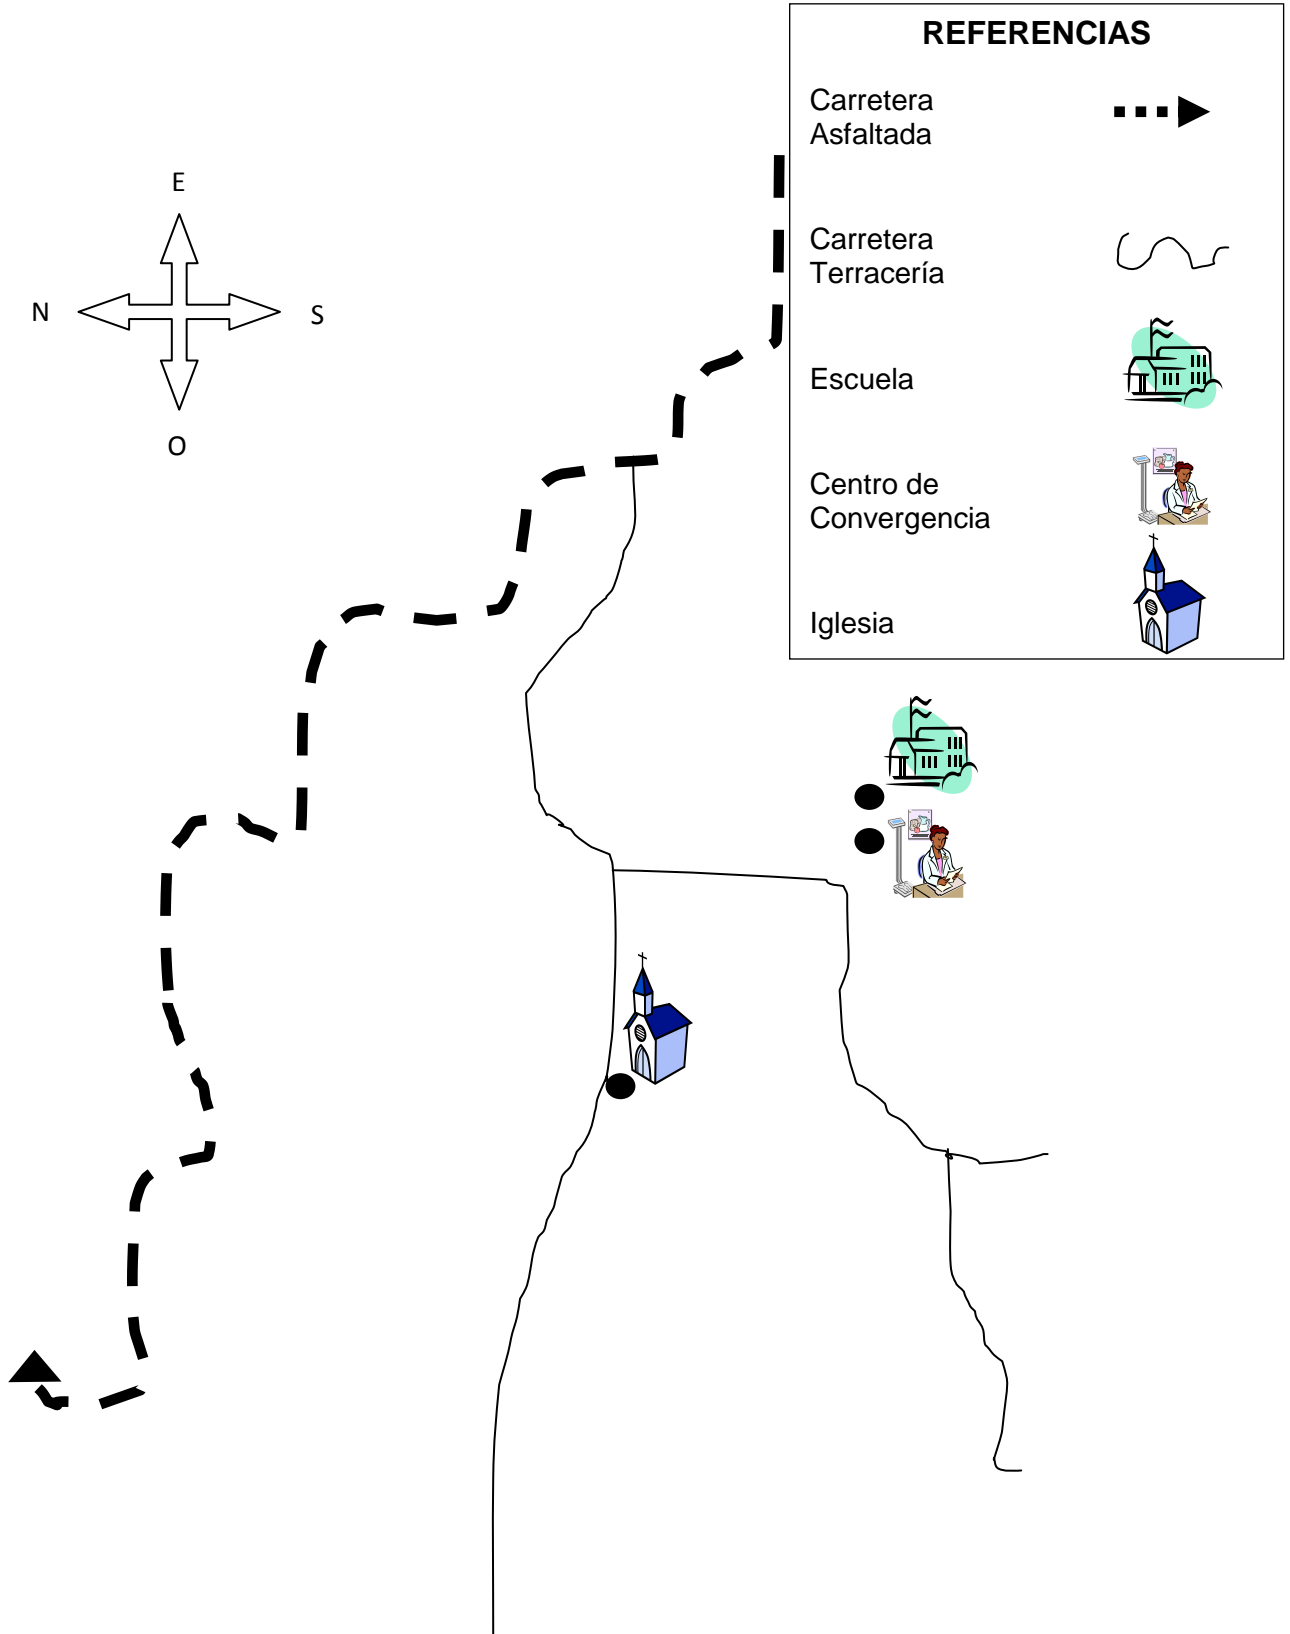 REFERENCIAS
Carretera
Asfaltada
E
Carretera
Terracería
N
S
Escuela
O
Centro de
Convergencia
Iglesia